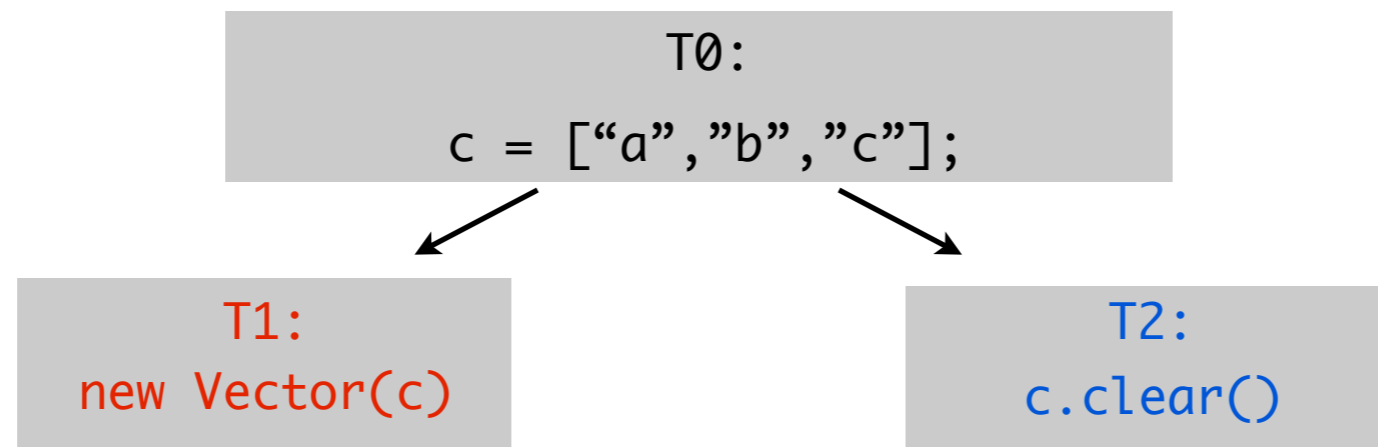 T0:
c = [“a”,”b”,”c”];
T1:
new Vector(c)
T2:
c.clear()